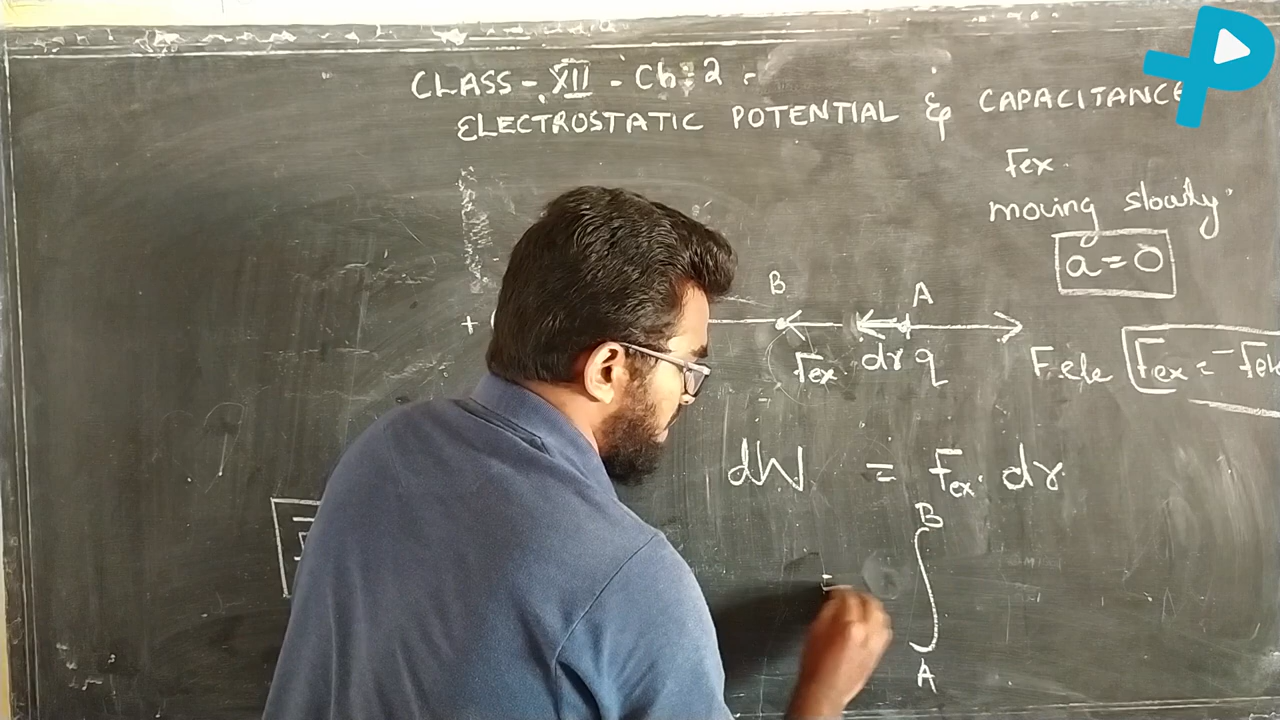 CLASS - XII - Ch-2 -
ELECTROSTATIC POTENTIAL & CAPACITANCE
Fex.
moving slowly.
a = 0
B A
+
Fex dr q Fele Fex = -Fele
dW = Fex. dr.
B
∫
A
=